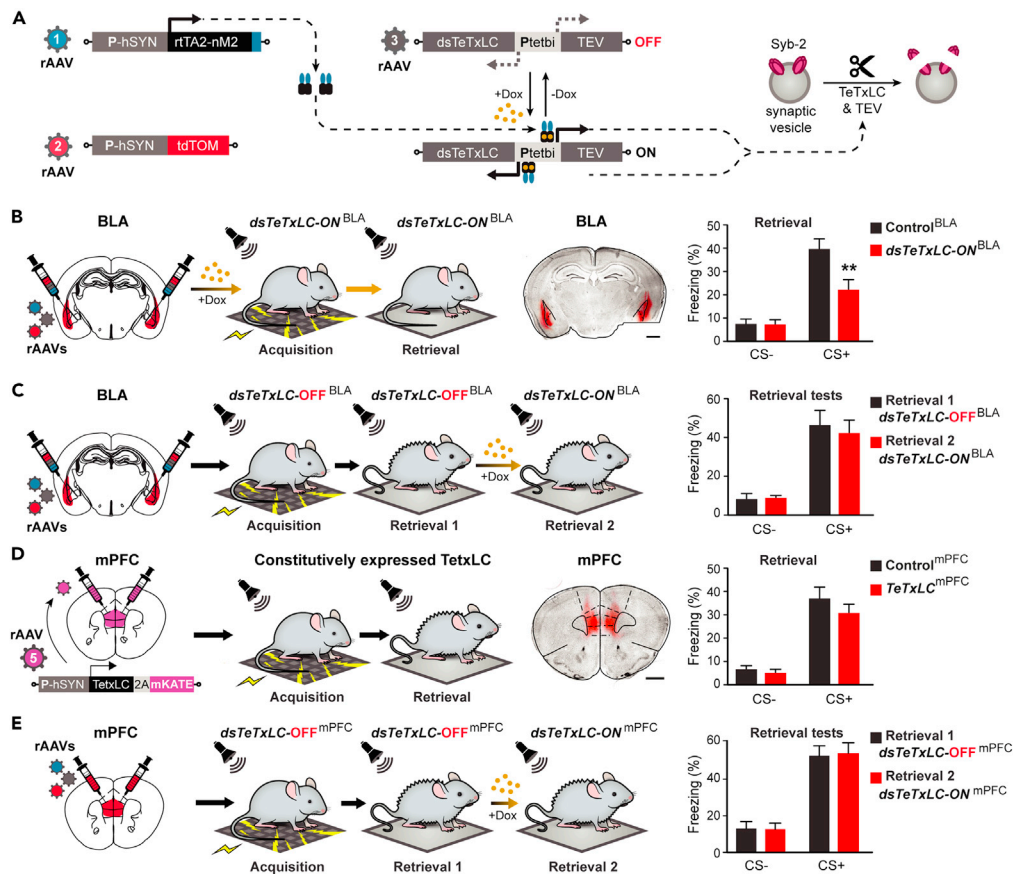 A
1
rAAV
P-hSYN
rtTA2-nM2
3
rAAV
dsTeTxLC
Ptetbi
TEV
OFF
+Dox
-Dox
Syb-2
synaptic
vesicle
TeTxLC
& TEV
2
rAAV
P-hSYN
tdTOM
dsTeTxLC
Ptetbi
TEV
ON
B
BLA
rAAVs
+Dox
dsTeTxLC-ON BLA
Acquisition
dsTeTxLC-ON BLA
Retrieval
BLA
Retrieval
Freezing (%)
50
40
30
20
10
0
**
CS-
CS+
Control BLA
dsTeTxLC-ON BLA
C
BLA
rAAVs
dsTeTxLC-OFF BLA
Acquisition
dsTeTxLC-OFF BLA
Retrieval 1
+Dox
dsTeTxLC-ON BLA
Retrieval 2
Retrieval tests
Freezing (%)
60
40
20
0
CS-
CS+
Retrieval 1
dsTeTxLC-OFF BLA
Retrieval 2
dsTeTxLC-ON BLA
D
mPFC
rAAV
5
P-hSYN
TetxLC
2A
mKATE
Constitutively expressed TetxLC
Acquisition
Retrieval
mPFC
Retrieval
Freezing (%)
50
40
30
20
10
0
CS-
CS+
Control mPFC
TeTxLC mPFC
E
mPFC
rAAVs
dsTeTxLC-OFF mPFC
Acquisition
dsTeTxLC-OFF mPFC
Retrieval 1
+Dox
dsTeTxLC-ON mPFC
Retrieval 2
Retrieval tests
Freezing (%)
60
40
20
0
CS-
CS+
Retrieval 1
dsTeTxLC-OFF mPFC
Retrieval 2
dsTeTxLC-ON mPFC